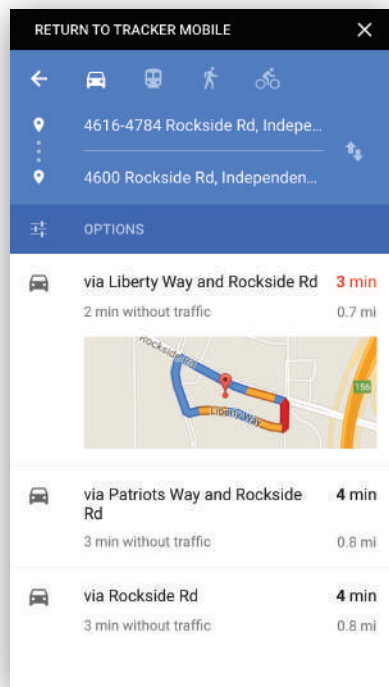 RETURN TO TRACKER MOBILE
4616-4784 Rockside Rd, Indepe...
4600 Rockside Rd, Independen...
OPTIONS
via Liberty Way and Rockside Rd 3 min
2 min without traffic 0.7 mi
Rockside Rd
156
Liberty Way
via Patriots Way and Rockside 4 min
Rd
3 min without traffic 0.8 mi
via Rockside Rd 4 min
3 min without traffic 0.8 mi